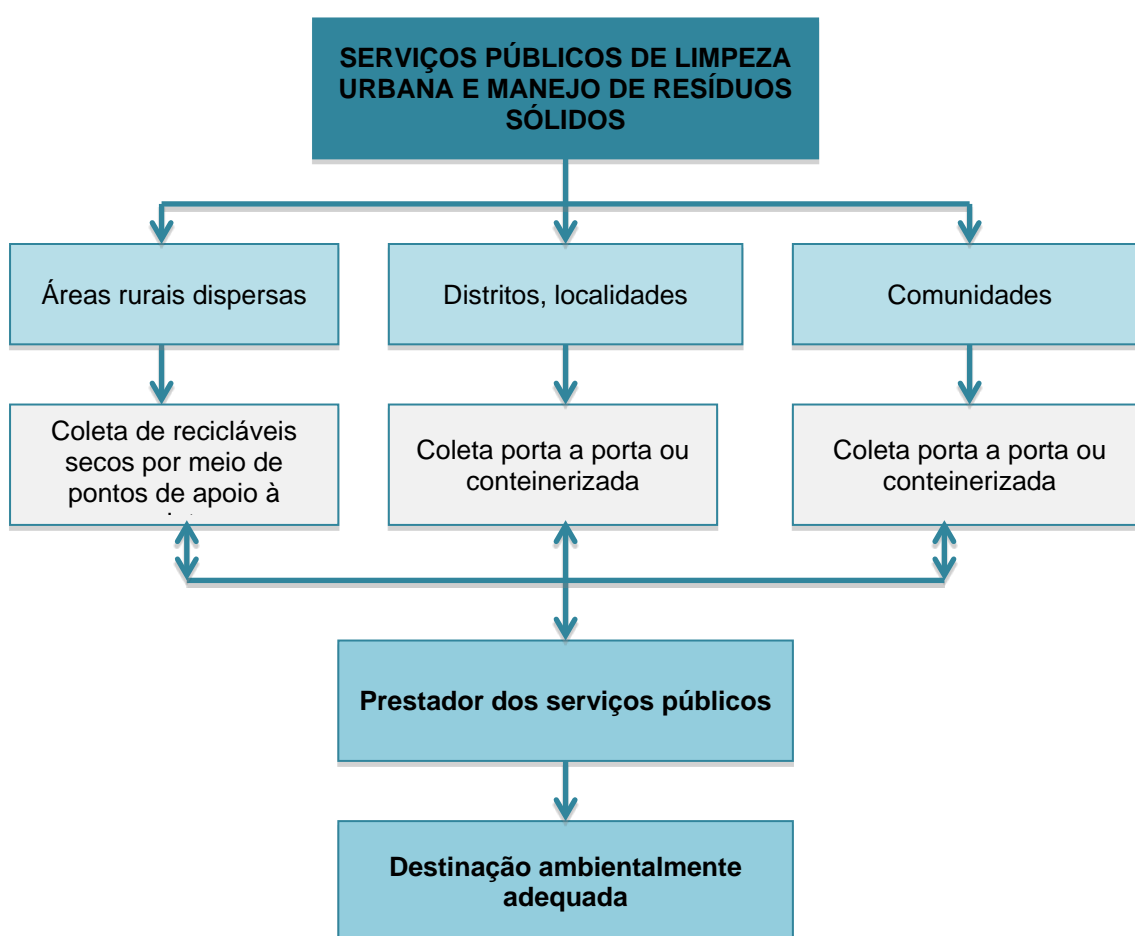 SERVIÇOS PÚBLICOS DE LIMPEZA
URBANA E MANEJO DE RESÍDUOS
SÓLIDOS
Áreas rurais dispersas
Distritos, localidades
Comunidades
Coleta de recicláveis
secos por meio de
pontos de apoio à
Coleta porta a porta ou
conteinerizada
Coleta porta a porta ou
conteinerizada
Prestador dos serviços públicos
Destinação ambientalmente
adequada